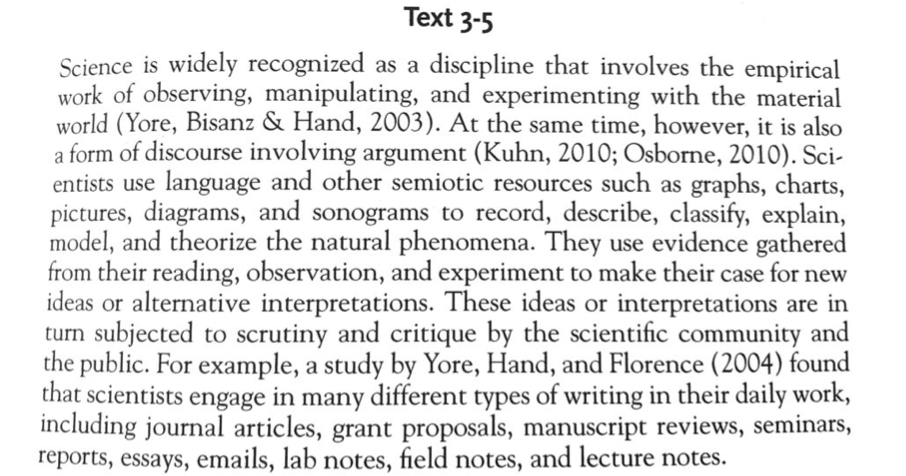 Text 3-5
Science is widely recognized as a discipline that involves the empirical
work of observing, manipulating, and experimenting with the material
world (Yore, Bisanz & Hand, 2003). At the same time, however, it is also
a form of discourse involving argument (Kuhn, 2010; Osborne, 2010). Sci-
entists use language and other semiotic resources such as graphs, charts,
pictures, diagrams, and sonograms to record, describe, classify, explain,
model, and theorize the natural phenomena. They use evidence gathered
from their reading, observation, and experiment to make their case for new
ideas or alternative interpretations. These ideas or interpretations are in
turn subjected to scrutiny and critique by the scientific community and
the public. For example, a study by Yore, Hand, and Florence (2004) found
that scientists engage in many different types of writing in their daily work,
including journal articles, grant proposals, manuscript reviews, seminars,
reports, essays, emails, lab notes, field notes, and lecture notes.